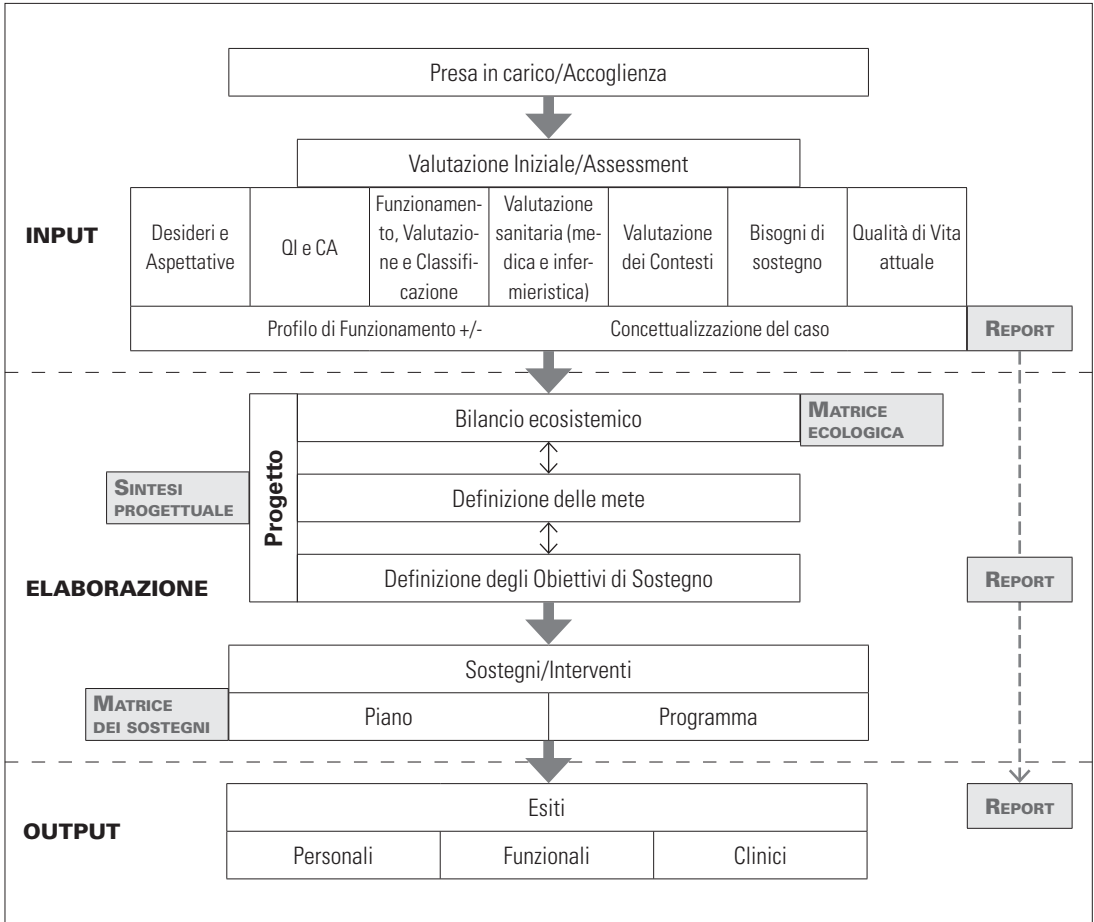 Presa in carico/Accoglienza
Valutazione Iniziale/Assessment
INPUT
Desideri e
Aspettative
QI e CA
Funzionamen-
to, Valutazio-
ne e Classifi-
cazione
Valutazione
sanitaria (me-
dica e infer-
mieristica)
Valutazione
dei Contesti
Bisogni di
sostegno
Qualità di Vita
attuale
Profilo di Funzionamento +/-
Concettualizzazione del caso
REPORT
ELABORAZIONE
Progetto
Bilancio ecosistemico
MATRICE
ECOLOGICA
SINTESI
PROGETTUALE
Definizione delle mete
Definizione degli Obiettivi di Sostegno
REPORT
Sostegni/Interventi
MATRICE
DEI SOSTEGNI
Piano
Programma
OUTPUT
Esiti
REPORT
Personali
Funzionali
Clinici